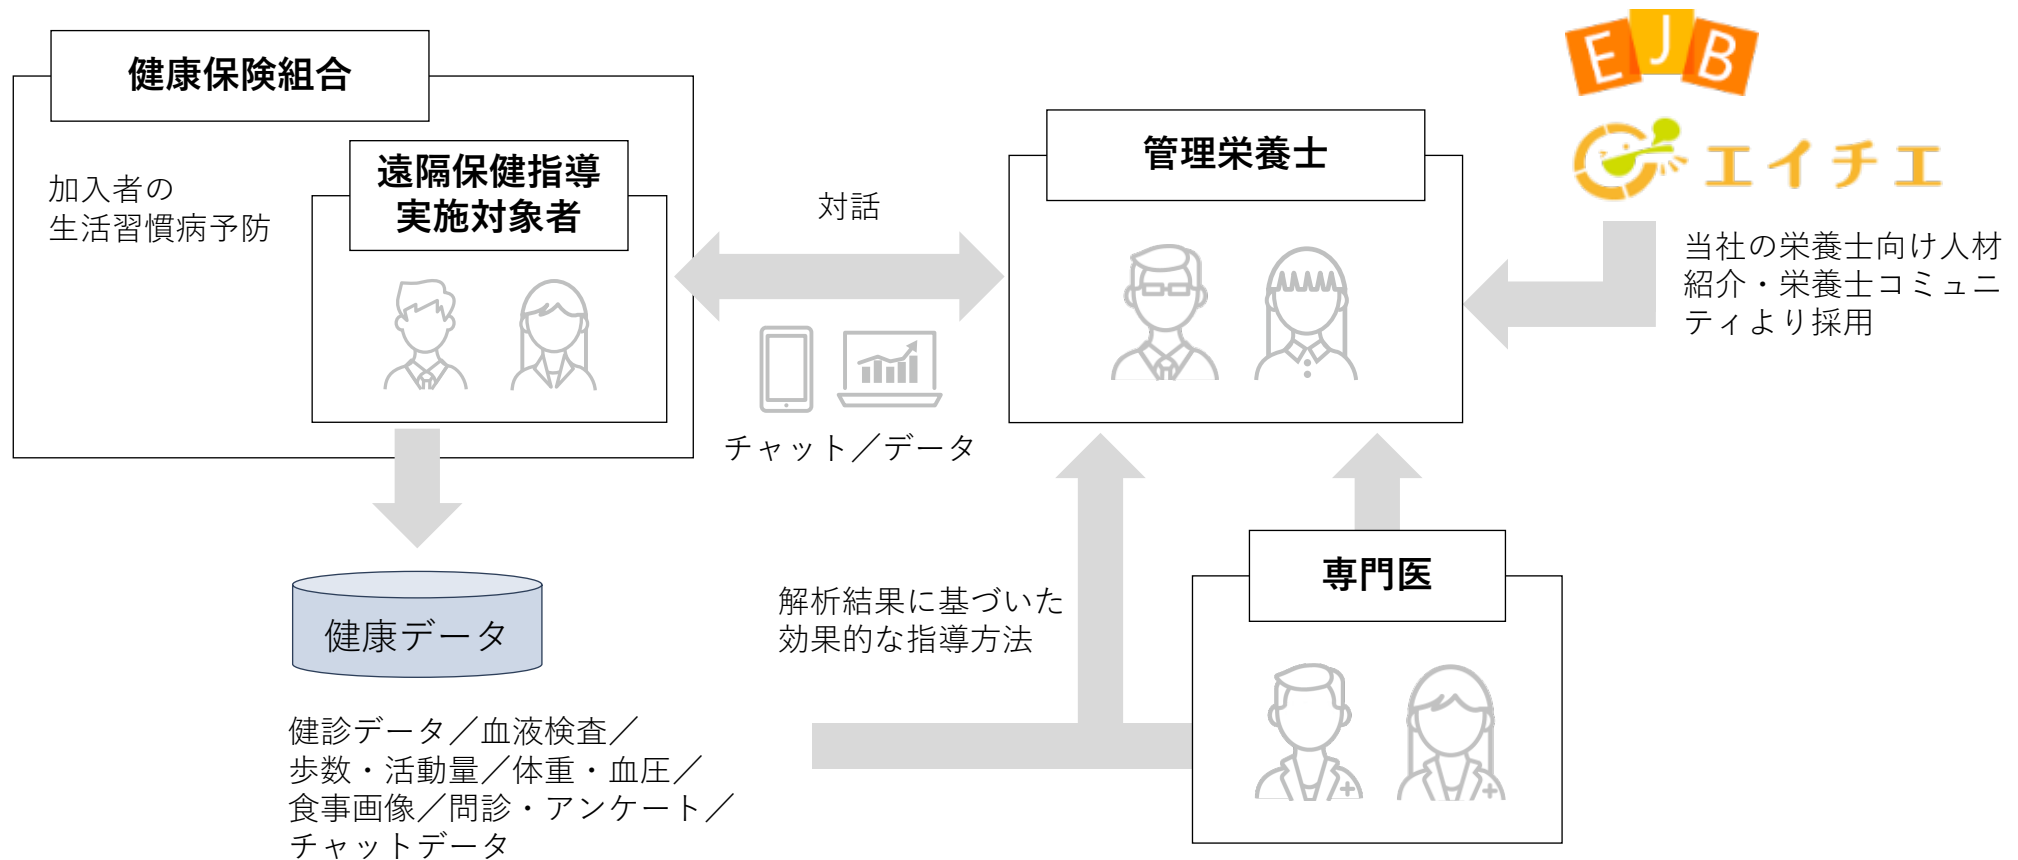 健康保険組合
加入者の
生活習慣病予防
遠隔保健指導
実施対象者
対話
チャット／データ
管理栄養士
EJB
エイチエ
当社の栄養士向け人材
紹介・栄養士コミュニ
ティより採用
健康データ
健診データ／血液検査／
歩数・活動量／体重・血圧／
食事画像／問診・アンケート／
チャットデータ
解析結果に基づいた
効果的な指導方法
専門医